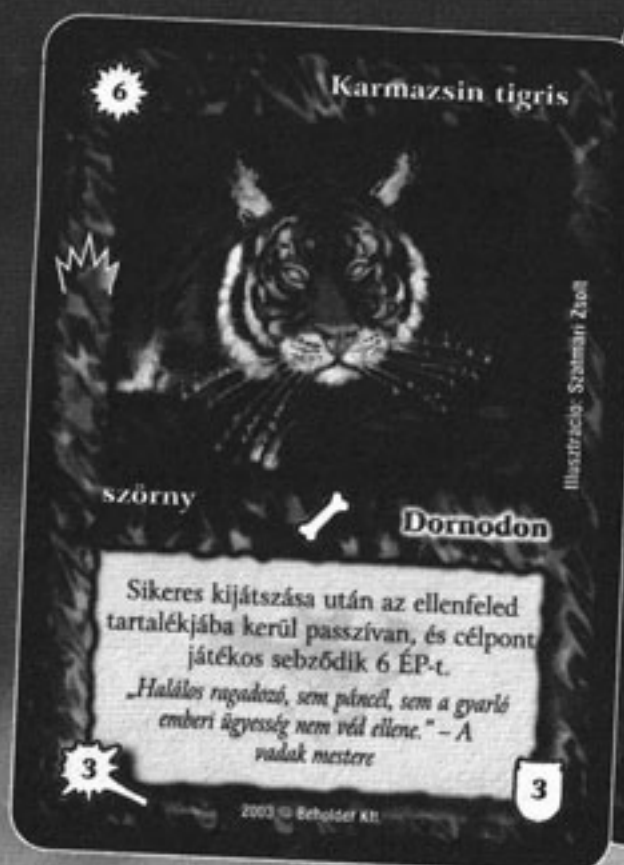 6
Karmazsin tigris
Illusztráció: Szatmári Zsolt
szörny
Dornodon
Sikeres kijátszása után az ellenfeled
tartalékjába kerül passzívan, és célpont
játékos sebződik 6 ÉP-t.
„Halálos ragadozó, sem páncél, sem a gyarló
emberi ügyesség nem véd ellene.” – A
vadak mestere
3
3
2003 © Beholder Kft.